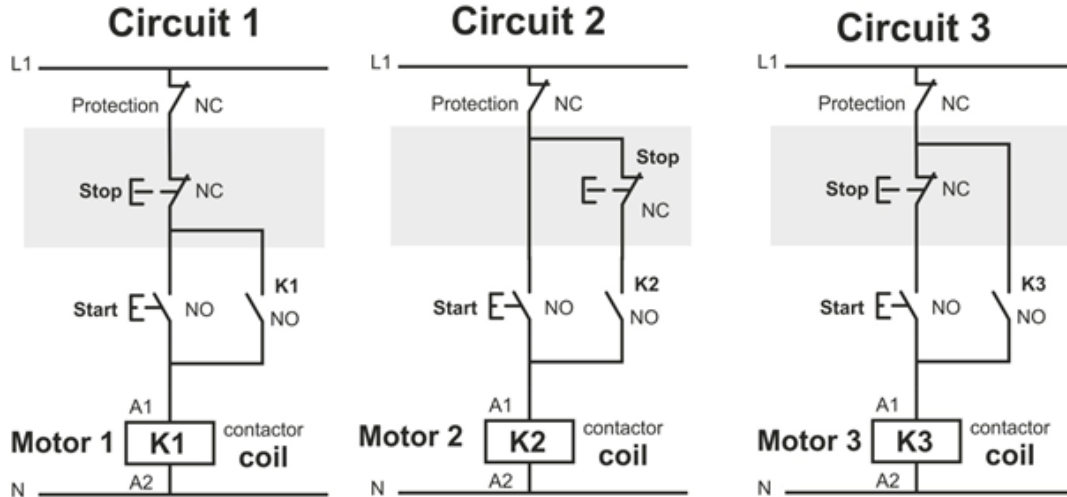 Circuit 1
L1
Protection NC
Stop NC
K1
Start NO NO
A1
Motor 1 K1 contactor
coil
A2
N
Circuit 2
L1
Protection NC
Stop
NC
K2
Start NO NO
A1
Motor 2 K2 contactor
coil
A2
N
Circuit 3
L1
Protection NC
Stop NC
K3
Start NO NO
A1
Motor 3 K3 contactor
coil
A2
N